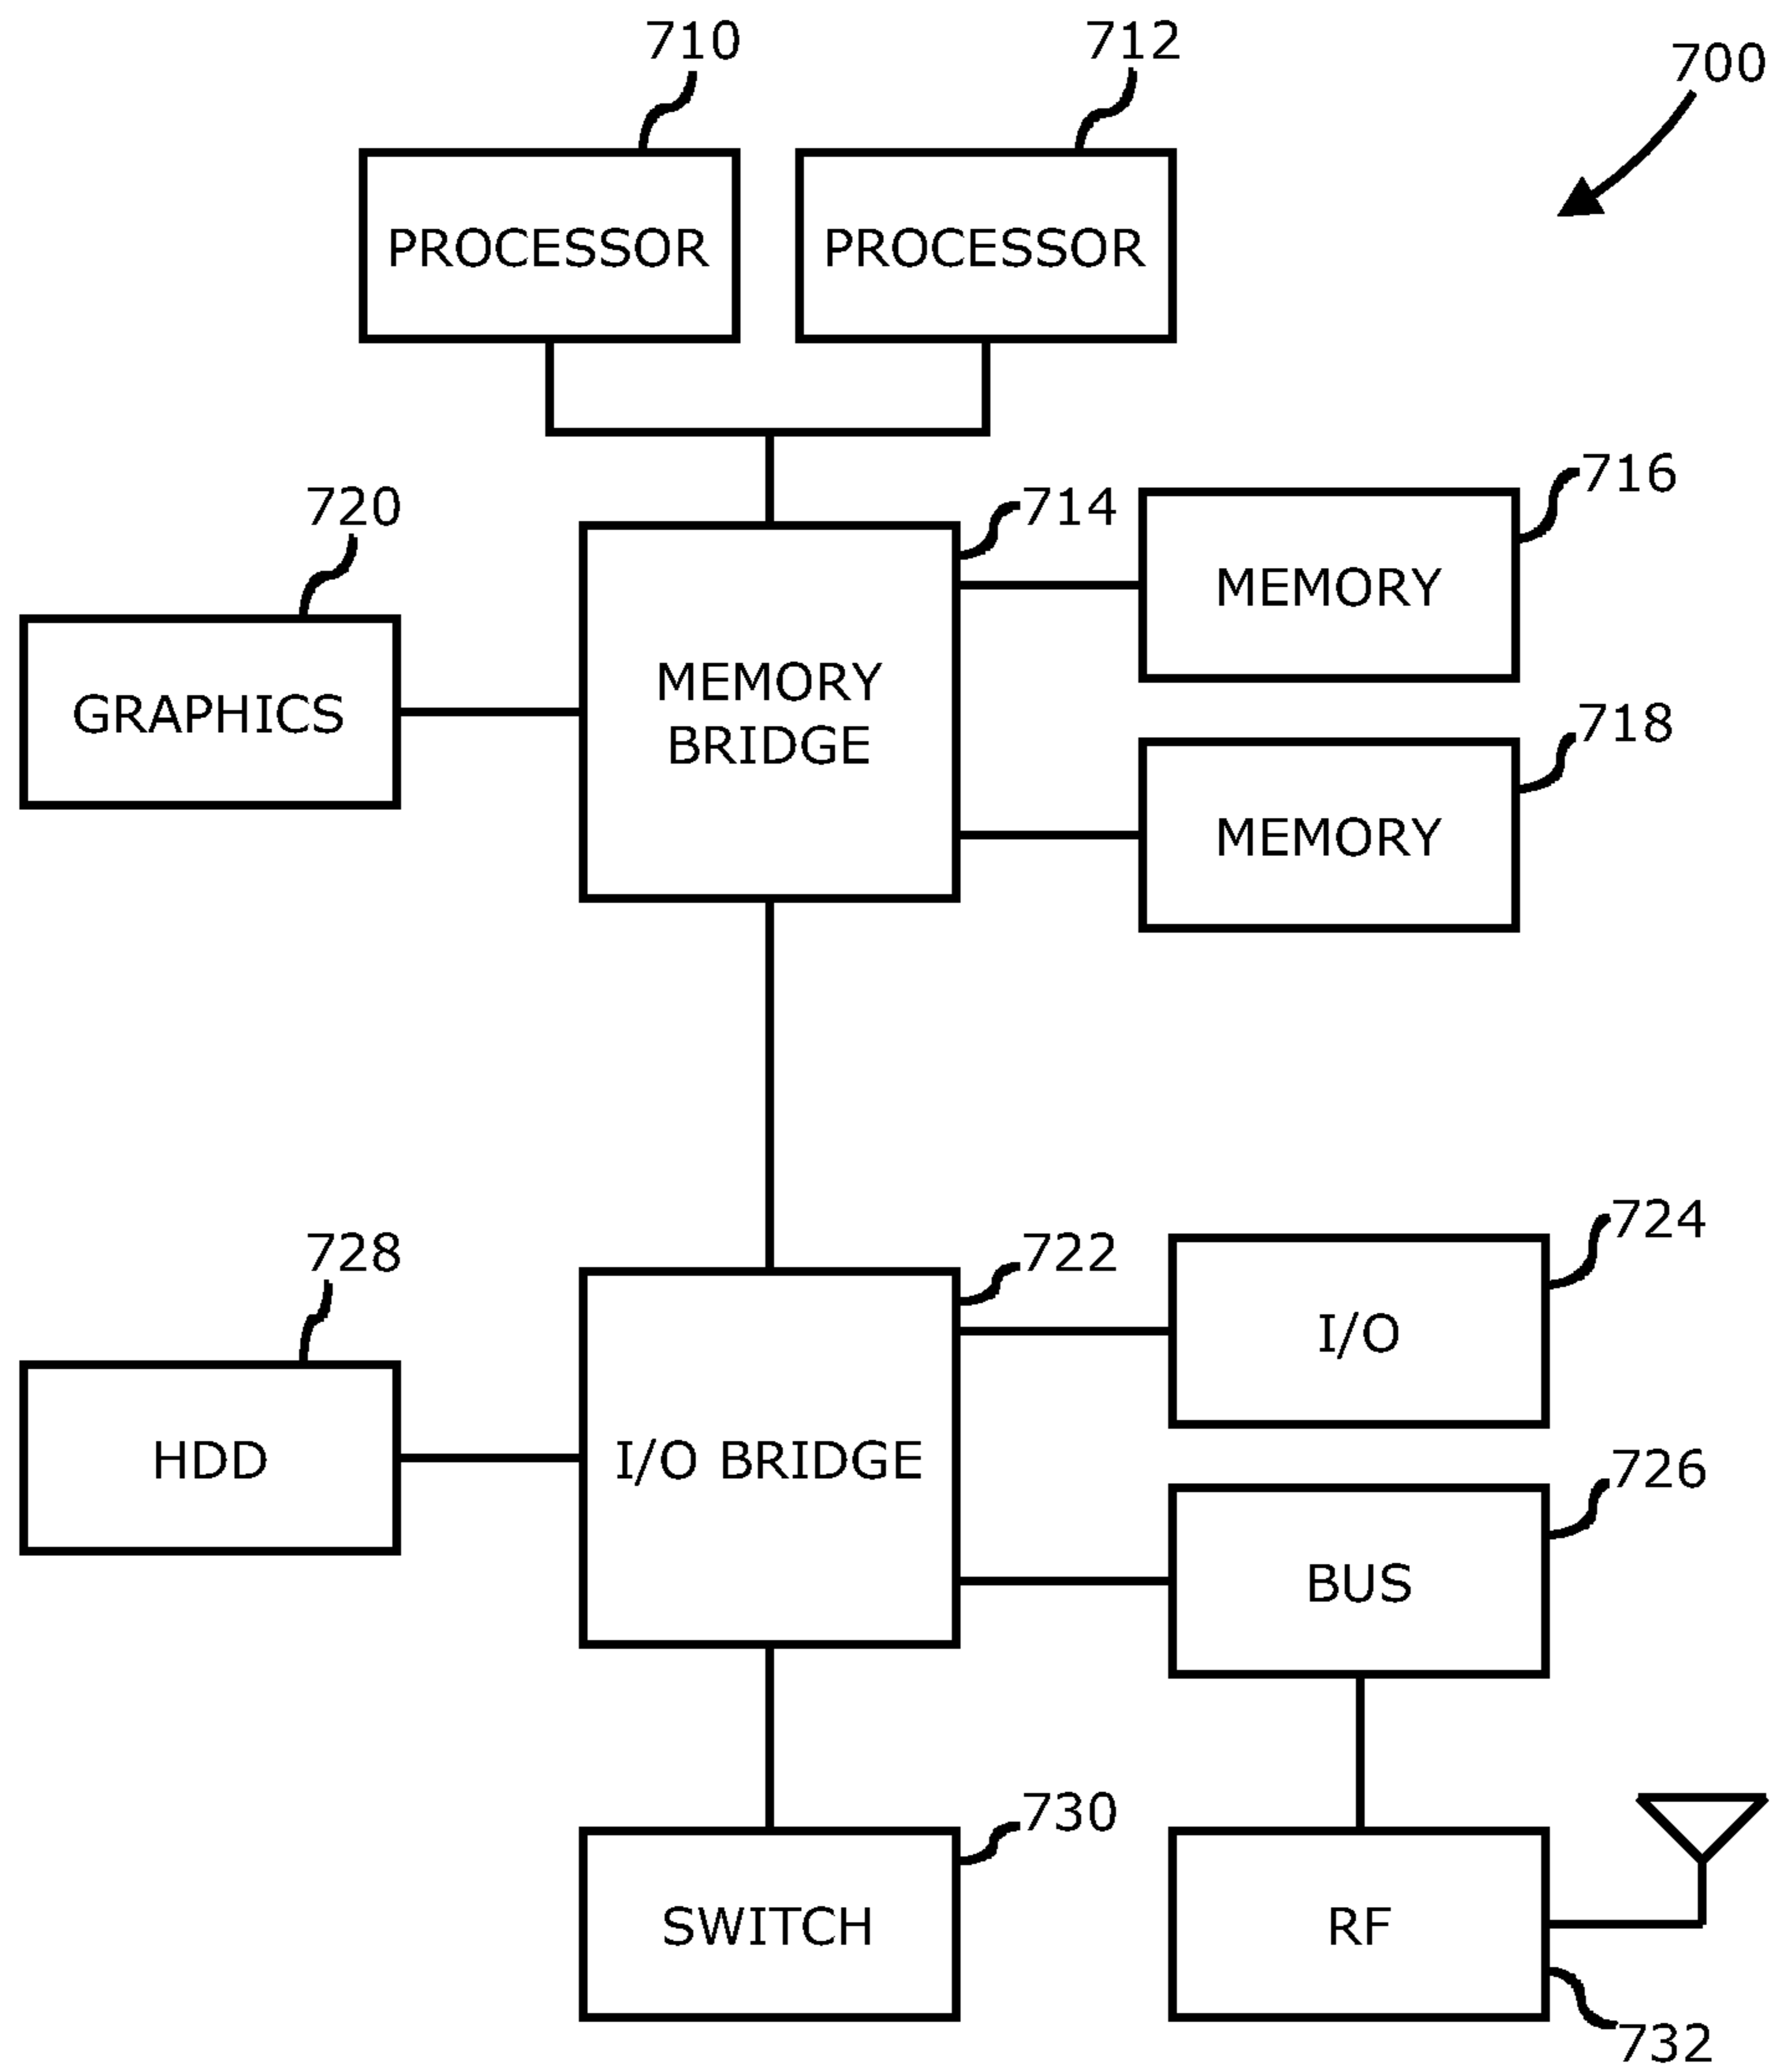 710
712
700
PROCESSOR
PROCESSOR
720
714
716
MEMORY
GRAPHICS
MEMORY
BRIDGE
718
MEMORY
728
722
724
I/O
HDD
I/O BRIDGE
726
BUS
730
SWITCH
RF
732